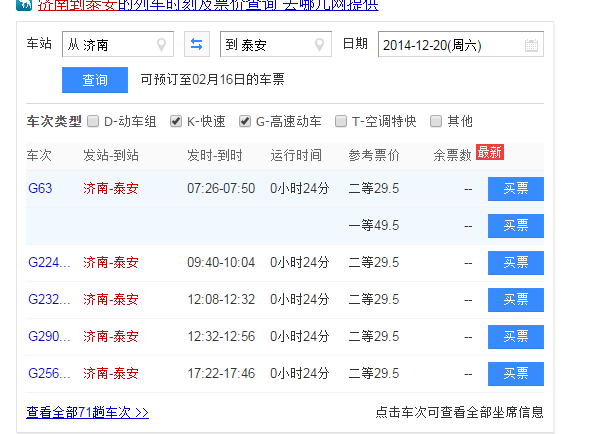 济南到泰安的列车时刻及票价查询 去哪儿网提供
车站 从 济南 到 泰安 日期 2014-12-20(周六)
查询 可预订至02月16日的车票
车次类型 D-动车组 K-快速 G-高速动车 T-空调特快 其他
车次 发站-到站 发时-到时 运行时间 参考票价 余票数 最新
G63 济南-泰安 07:26-07:50 0小时24分 二等29.5 -- 买票
一等49.5 -- 买票
G224... 济南-泰安 09:40-10:04 0小时24分 二等29.5 -- 买票
G232... 济南-泰安 12:08-12:32 0小时24分 二等29.5 -- 买票
G290... 济南-泰安 12:32-12:56 0小时24分 二等29.5 -- 买票
G256... 济南-泰安 17:22-17:46 0小时24分 二等29.5 -- 买票
查看全部71趟车次 >> 点击车次可查看全部坐席信息